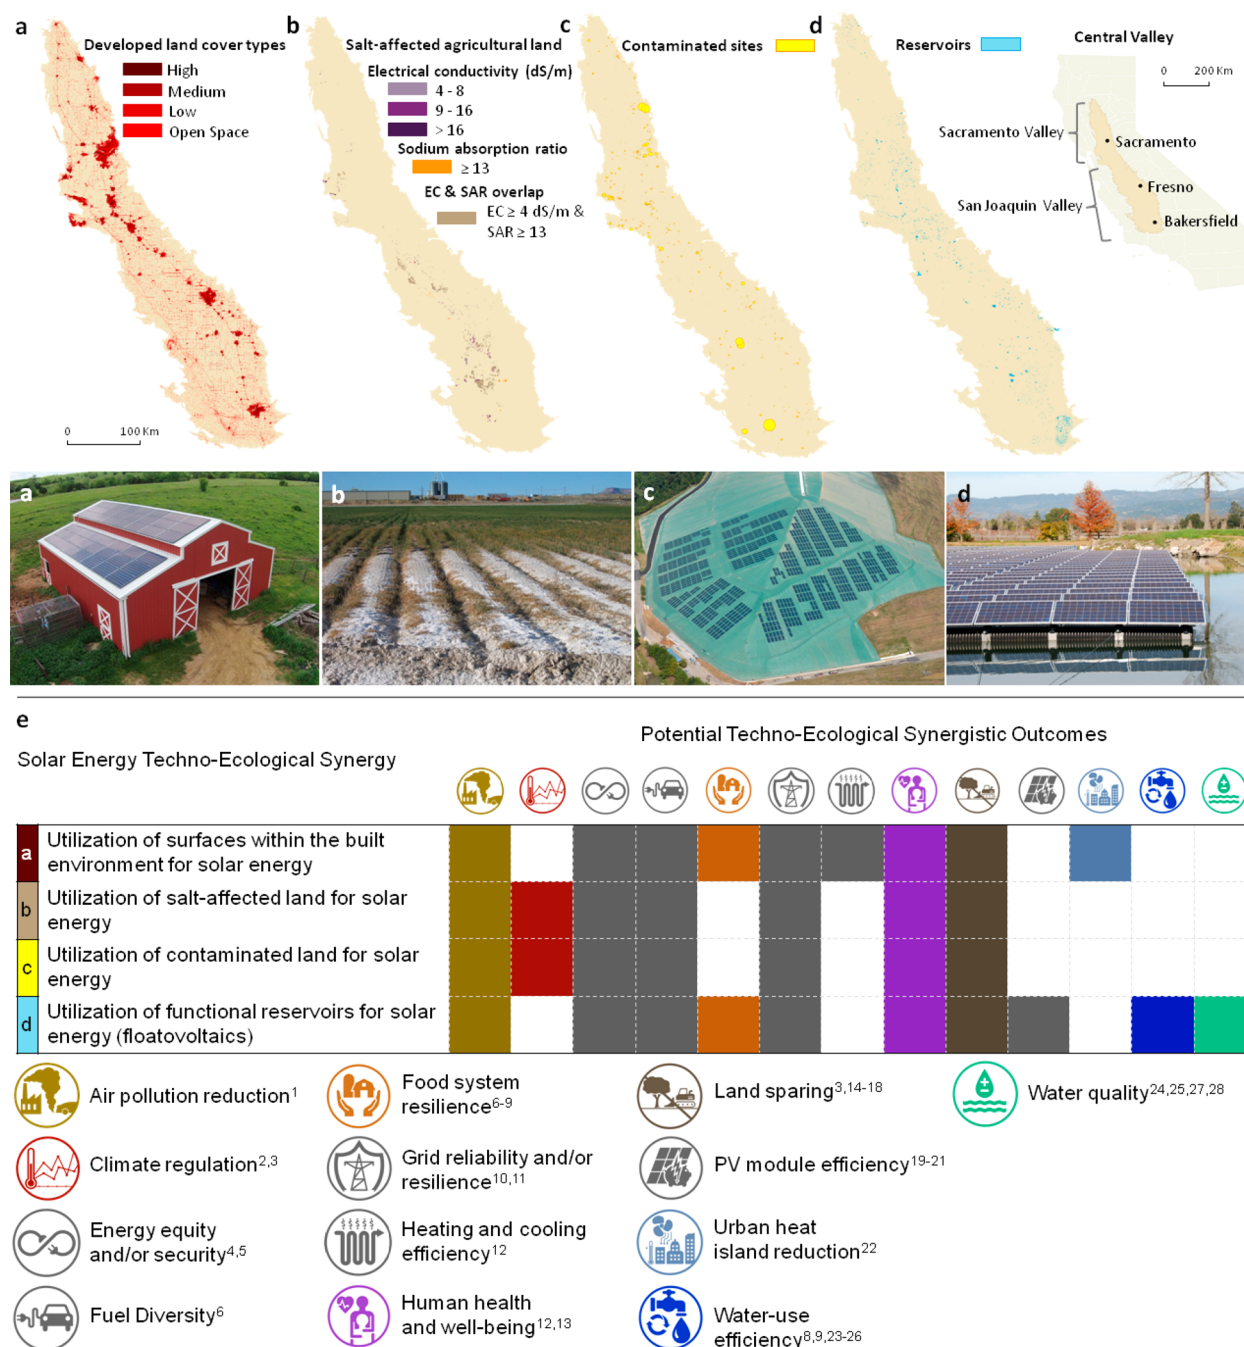 a
Developed land cover types
High
Medium
Low
Open Space
0 100 Km
b
Salt-affected agricultural land
Electrical conductivity (dS/m)
4 - 8
9 - 16
> 16
Sodium absorption ratio
≥ 13
EC & SAR overlap
EC ≥ 4 dS/m &
SAR ≥ 13
c
Contaminated sites
d
Reservoirs
Central Valley
0 200 Km
Sacramento Valley
Sacramento
Fresno
San Joaquin Valley
Bakersfield
a
b
c
d
e
Potential Techno-Ecological Synergistic Outcomes
Solar Energy Techno-Ecological Synergy
a Utilization of surfaces within the built
environment for solar energy
b Utilization of salt-affected land for solar
energy
c Utilization of contaminated land for solar
energy
d Utilization of functional reservoirs for solar
energy (floatovoltaics)
Air pollution reduction1
Climate regulation2,3
Energy equity
and/or security4,5
Fuel Diversity6
Food system
resilience6-9
Grid reliability and/or
resilience10,11
Heating and cooling
efficiency12
Human health
and well-being12,13
Land sparing3,14-18
PV module efficiency19-21
Urban heat
island reduction22
Water-use
efficiency8,9,23-26
Water quality24,25,27,28